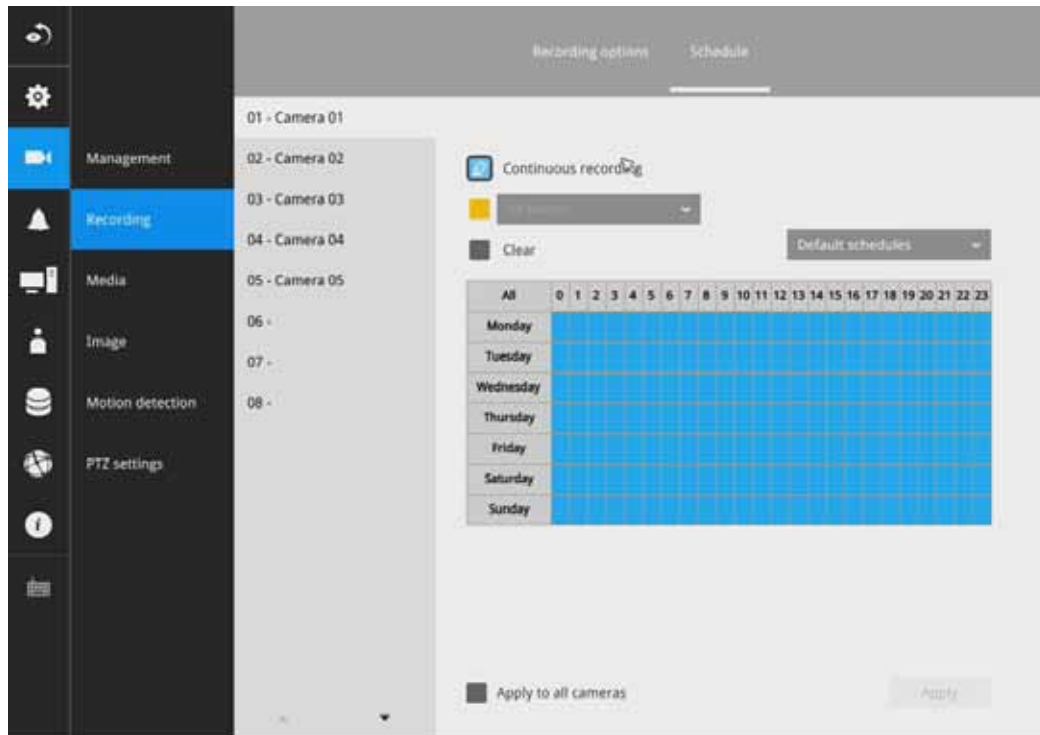 Recording options Schedule
01 - Camera 01
02 - Camera 02
03 - Camera 03
04 - Camera 04
05 - Camera 05
06 -
07 -
08 -
Management
Recording
Media
Image
Motion detection
PTZ settings
Continuous recording
Clear
Default schedules
All 0 1 2 3 4 5 6 7 8 9 10 11 12 13 14 15 16 17 18 19 20 21 22 23
Monday
Tuesday
Wednesday
Thursday
Friday
Saturday
Sunday
Apply to all cameras
Apply